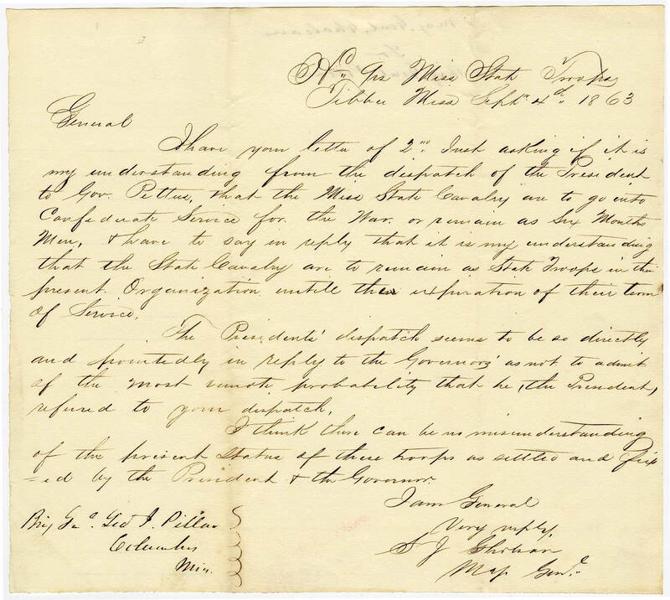 Hd Qrs Miss State Troops
Tibbee Miss Sept 4th 1863
General
I have your letter of 2nd Inst asking if it is
my understanding from the dispatch of the President
to Gov. Pettus, that the Miss State Cavalry are to go into
Confederate Service for the War. or remain as Six Months
Men, & have to say in reply that it is my understanding
that the State Cavalry are to remain as State Troops in the
present Organization untill the expiration of their term
of Service.
The Presidents' dispatch seems to be so directly
and pointedly in reply to the Governors' as not to admit
of the most remote probability that he, the President,
refered to your dispatch.
I think there can be no misunderstanding
of the present Status of these troops as settled and fix
=ed by the President & the Governor.
I am General
Very resply,
S J Gholson
Maj Genl
Brig Genl Geo J. Pillow
Columbus
Miss.